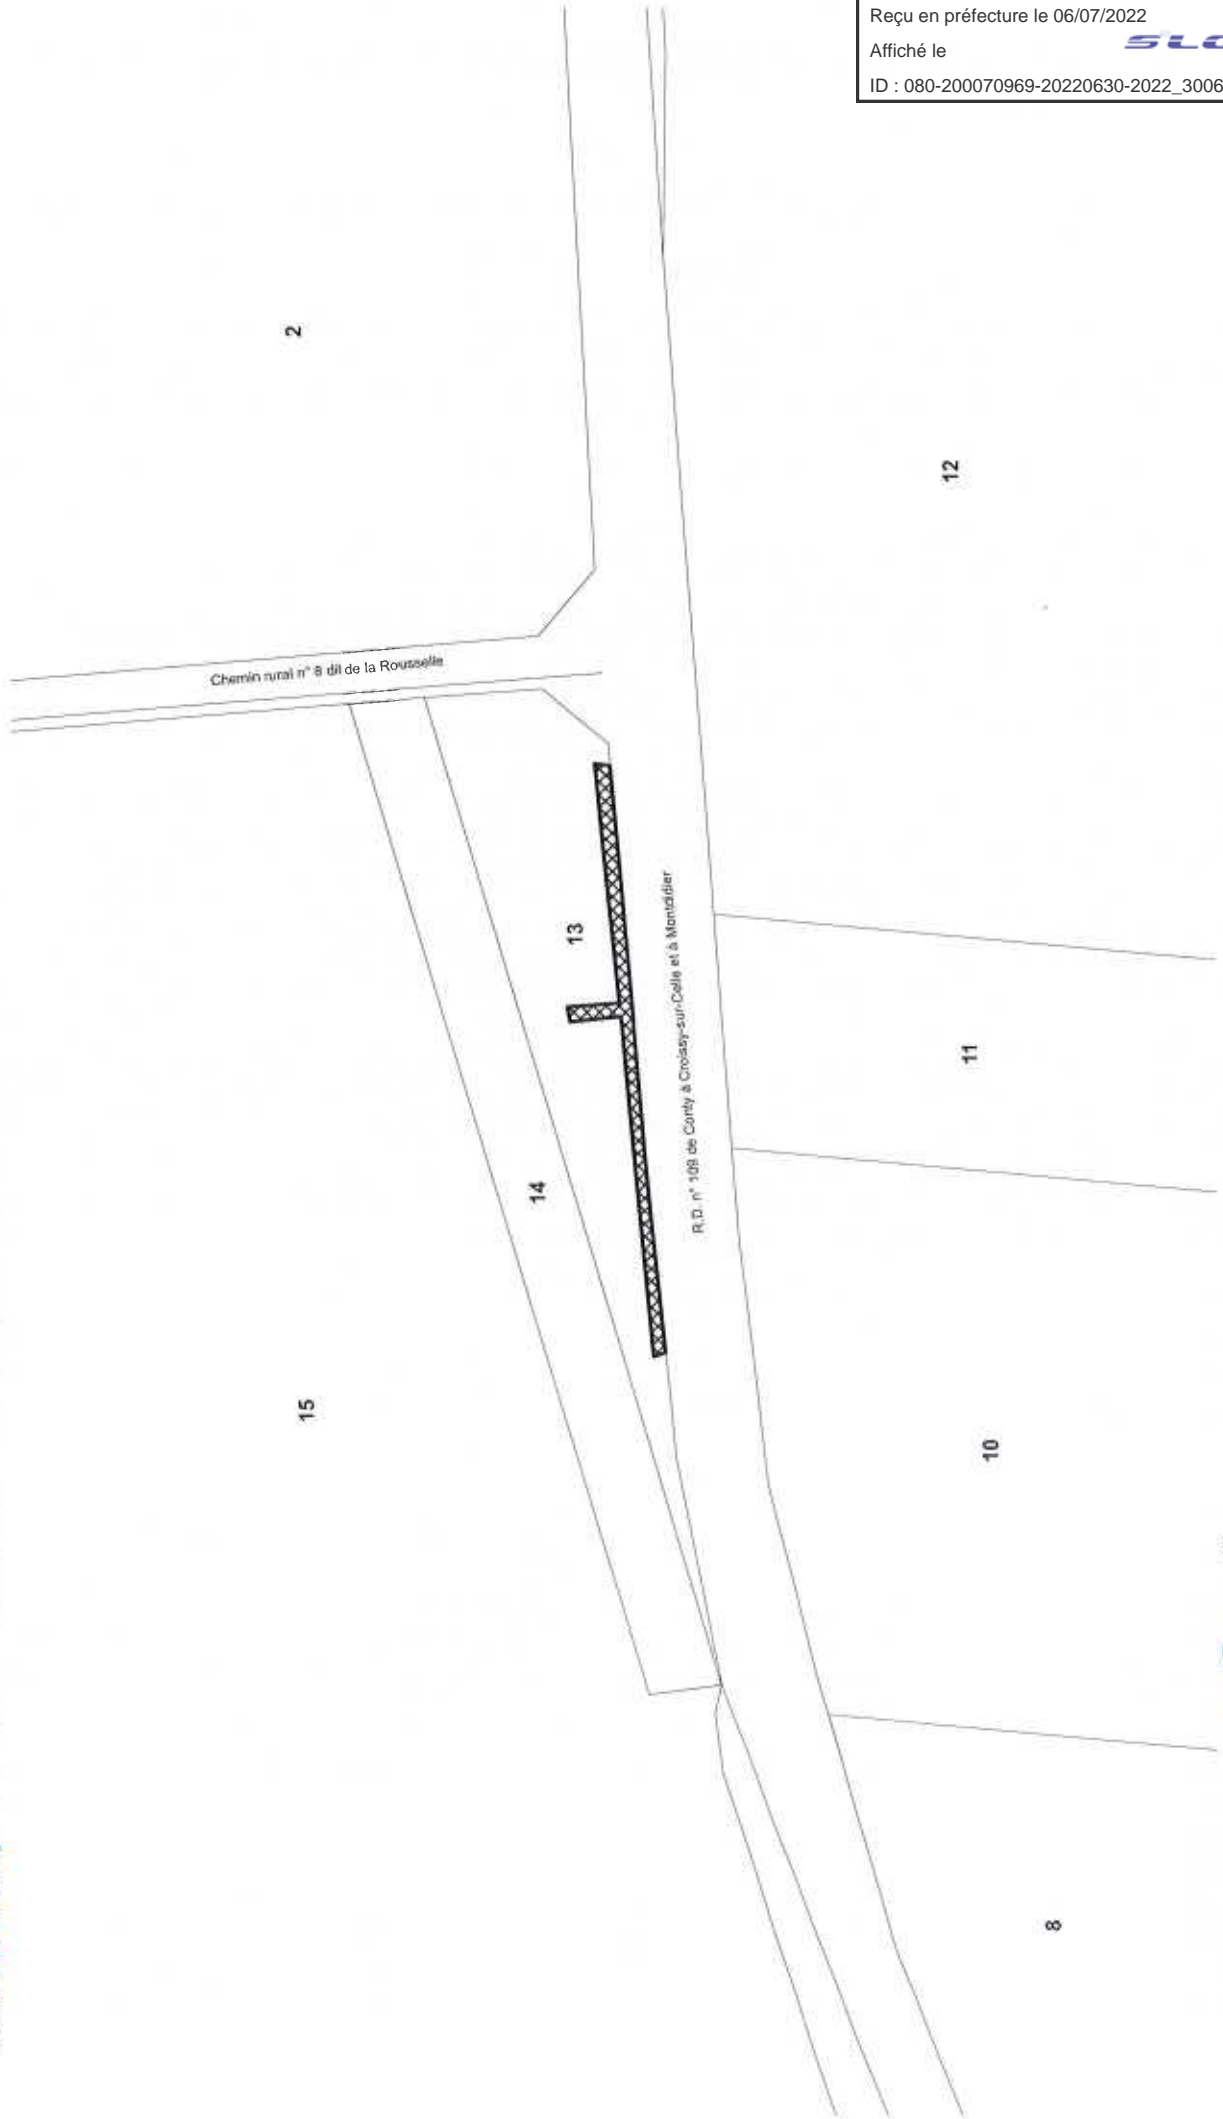 Reçu en préfecture le 06/07/2022
Affiché le
ID : 080-200070969-20220630-2022_3006
2
12
Chemin rural n° 8 dit de la Rousselle
13
R.D. n° 109 de Conty à Croissy-sur-Celle et à Montdidier
11
14
15
10
8